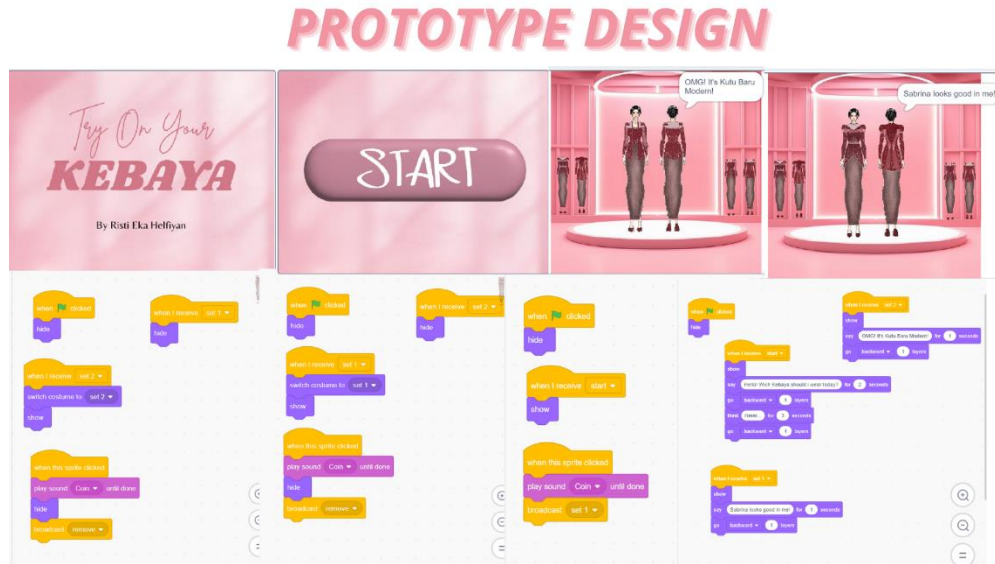 PROTOTYPE DESIGN
Try On Your
KEBAYA
By Risti Eka Helfiyan
START
OMG! It's Kutu Baru
Modern!
Sabrina looks good in me!
when clicked
hide
when I receive set 1
hide
when I receive set 2
switch costume to set 2
show
when this sprite clicked
play sound Coin until done
hide
broadcast remove
when clicked
hide
when I receive set 2
hide
when I receive set 1
switch costume to set 1
show
when this sprite clicked
play sound Coin until done
hide
broadcast remove
when clicked
hide
when I receive start
show
when this sprite clicked
play sound Coin until done
broadcast set 1
when clicked
hide
when I receive set 2
show
say OMG! It's Kutu Baru Modern! for 1 seconds
go backward 1 layers
when I receive start
show
say Hello! Wich Kebaya should I wear today? for 2 seconds
go backward 1 layers
think for seconds
go backward 1 layers
when I receive set 1
show
say Sabrina looks good in me! for 1 seconds
go backward 1 layers